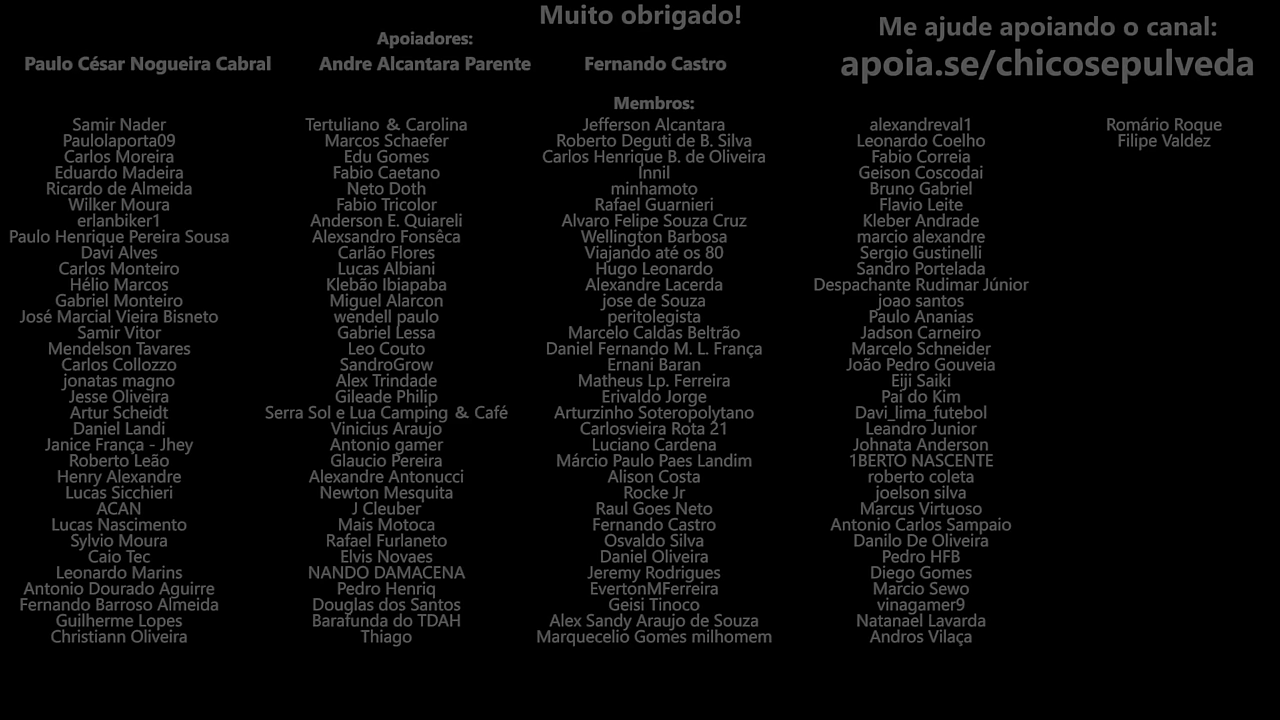 Muito obrigado!
Me ajude apoiando o canal:
apoia.se/chicosepulveda
Apoiadores:
Paulo César Nogueira Cabral
Andre Alcantara Parente
Fernando Castro
Membros:
Samir Nader
Paulolaporta09
Carlos Moreira
Eduardo Madeira
Ricardo de Almeida
Wilker Moura
erlanbiker1
Paulo Henrique Pereira Sousa
Davi Alves
Carlos Monteiro
Hélio Marcos
Gabriel Monteiro
José Marcial Vieira Bisneto
Samir Vitor
Mendelson Tavares
Carlos Collozzo
jonatas magno
Jesse Oliveira
Artur Scheidt
Daniel Landi
Janice França - Jhey
Roberto Leão
Henry Alexandre
Lucas Sicchieri
ACAN
Lucas Nascimento
Sylvio Moura
Caio Tec
Leonardo Marins
Antonio Dourado Aguirre
Fernando Barroso Almeida
Guilherme Lopes
Christiann Oliveira
Tertuliano & Carolina
Marcos Schaefer
Edu Gomes
Fabio Caetano
Neto Doth
Fabio Tricolor
Anderson E. Quiareli
Alexsandro Fonsêca
Carlão Flores
Lucas Albiani
Klebão Ibiapaba
Miguel Alarcon
wendell paulo
Gabriel Lessa
Leo Couto
SandroGrow
Alex Trindade
Gileade Philip
Serra Sol e Lua Camping & Café
Vinicius Araujo
Antonio gamer
Glaucio Pereira
Alexandre Antonucci
Newton Mesquita
J Cleuber
Mais Motoca
Rafael Furlaneto
Elvis Novaes
NANDO DAMACENA
Pedro Henriq
Douglas dos Santos
Barafunda do TDAH
Thiago
Jefferson Alcantara
Roberto Deguti de B. Silva
Carlos Henrique B. de Oliveira
Innil
minhamoto
Rafael Guarnieri
Alvaro Felipe Souza Cruz
Wellington Barbosa
Viajando até os 80
Hugo Leonardo
Alexandre Lacerda
jose de Souza
peritolegista
Marcelo Caldas Beltrão
Daniel Fernando M. L. França
Ernani Baran
Matheus Lp. Ferreira
Erivaldo Jorge
Arturzinho Soteropolytano
Carlosvieira Rota 21
Luciano Cardena
Márcio Paulo Paes Landim
Alison Costa
Rocke Jr
Raul Goes Neto
Fernando Castro
Osvaldo Silva
Daniel Oliveira
Jeremy Rodrigues
EvertonMFerreira
Geisi Tinoco
Alex Sandy Araujo de Souza
Marquecelio Gomes milhomem
alexandreval1
Leonardo Coelho
Fabio Correia
Geison Coscodai
Bruno Gabriel
Flavio Leite
Kleber Andrade
marcio alexandre
Sergio Gustinelli
Sandro Portelada
Despachante Rudimar Júnior
joao santos
Paulo Ananias
Jadson Carneiro
Marcelo Schneider
João Pedro Gouveia
Eiji Saiki
Pai do Kim
Davi_lima_futebol
Leandro Junior
Johnata Anderson
1BERTO NASCENTE
roberto coleta
joelson silva
Marcus Virtuoso
Antonio Carlos Sampaio
Danilo De Oliveira
Pedro HFB
Diego Gomes
Marcio Sewo
vinagamer9
Natanael Lavarda
Andros Vilaça
Romário Roque
Filipe Valdez